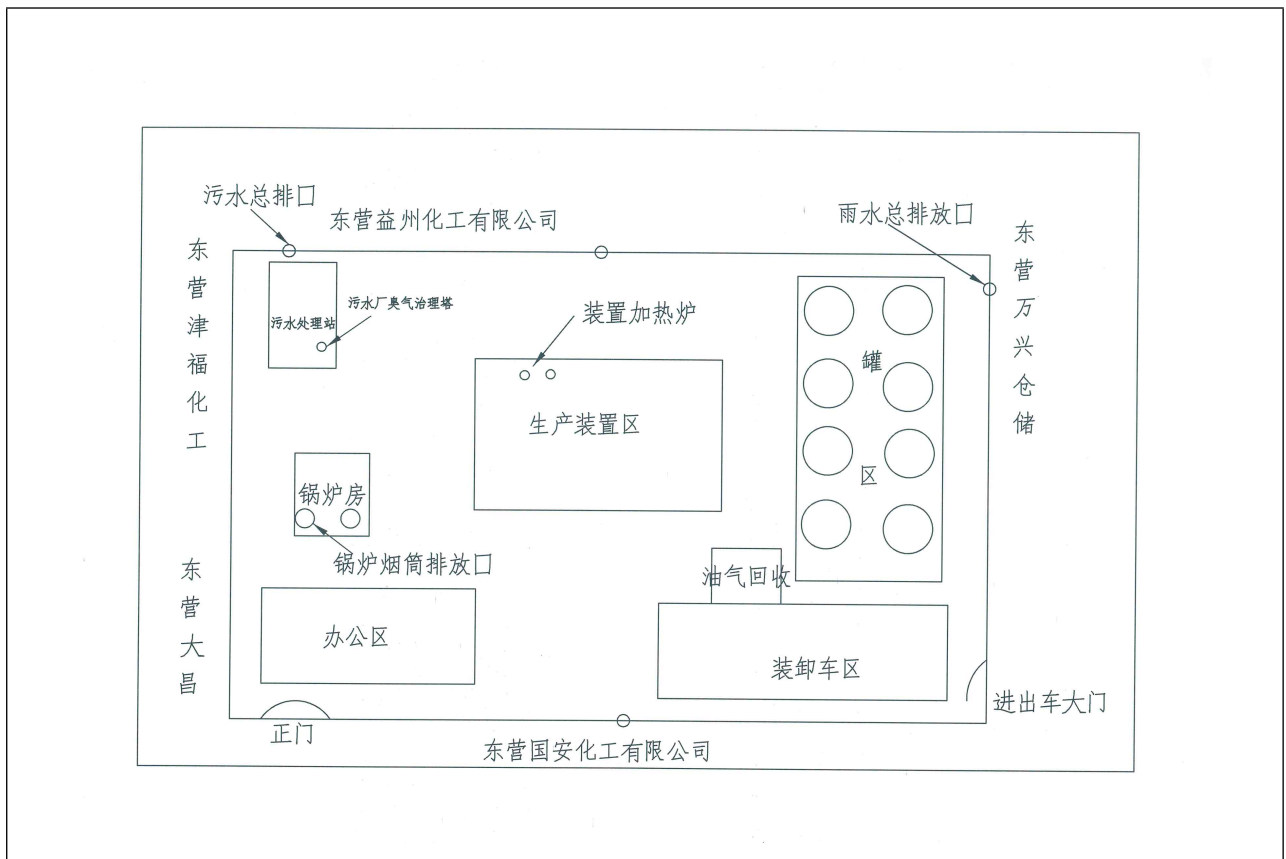 污水总排口
东营益州化工有限公司
雨水总排放口
东营津福化工
东营万兴仓储
污水厂臭气治理塔
污水处理站
装置加热炉
罐区
生产装置区
锅炉房
锅炉烟筒排放口
东营大昌
油气回收
办公区
装卸车区
进出车大门
正门
东营国安化工有限公司